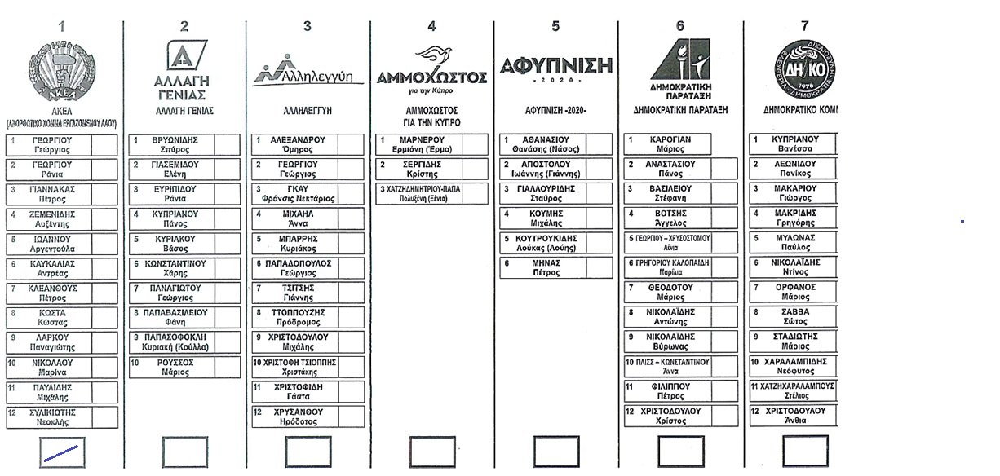 1
1976
ΑΚΕΛ
ΑΚΕΛ
(ΑΝΟΡΘΩΤΙΚΟ ΚΟΜΜΑ ΕΡΓΑΖΟΜΕΝΟΥ ΛΑΟΥ)
1 ΓΕΩΡΓΙΟΥ
Γεώργιος
2 ΓΕΩΡΓΙΟΥ
Ράνια
3 ΓΙΑΝΝΑΚΑΣ
Πέτρος
4 ΖΕΜΕΝΙΔΗΣ
Αυξέντης
5 ΙΩΑΝΝΟΥ
Αργεντούλα
6 ΚΑΥΚΑΛΙΑΣ
Αντρέας
7 ΚΛΕΑΝΘΟΥΣ
Πέτρος
8 ΚΩΣΤΑ
Κώστας
9 ΛΑΡΚΟΥ
Παναγιώτης
10 ΝΙΚΟΛΑΟΥ
Μαρίνα
11 ΠΑΥΛΙΔΗΣ
Μιχάλης
12 ΣΥΛΙΚΙΩΤΗΣ
Νεοκλής
2
Α
ΑΛΛΑΓΗ
ΓΕΝΙΑΣ
ΑΛΛΑΓΗ ΓΕΝΙΑΣ
1 ΒΡΥΩΝΙΔΗΣ
Σπύρος
2 ΓΙΑΣΕΜΙΔΟΥ
Ελένη
3 ΕΥΡΙΠΙΔΟΥ
Ράνια
4 ΚΥΠΡΙΑΝΟΥ
Πάνος
5 ΚΥΡΙΑΚΟΥ
Βάσος
6 ΚΩΝΣΤΑΝΤΙΝΟΥ
Χάρης
7 ΠΑΝΑΓΙΩΤΟΥ
Γεώργιος
8 ΠΑΠΑΒΑΣΙΛΕΙΟΥ
Φάνη
9 ΠΑΠΑΣΟΦΟΚΛΗ
Κυριακή (Κούλλα)
10 ΡΟΥΣΣΟΣ
Μάριος
3
Αλληλεγγύη
ΑΛΛΗΛΕΓΓΥΗ
1 ΑΛΕΞΑΝΔΡΟΥ
Όμηρος
2 ΓΕΩΡΓΙΟΥ
Γεώργιος
3 ΓΚΑΥ
Φράνσις Νεκτάριος
4 ΜΙΧΑΗΛ
Άννα
5 ΜΠΑΡΡΗΣ
Κυριάκος
6 ΠΑΠΑΔΟΠΟΥΛΟΣ
Γεώργιος
7 ΤΣΙΤΣΗΣ
Γιάννης
8 ΤΤΟΠΠΟΥΖΗΣ
Πρόδρομος
9 ΧΡΙΣΤΟΔΟΥΛΟΥ
Μιχάλης
10 ΧΡΙΣΤΟΦΗ ΤΣΙΟΠΠΗΣ
Χριστάκης
11 ΧΡΙΣΤΟΦΙΔΗ
Γάατα
12 ΧΡΥΣΑΝΘΟΥ
Ηρόδοτος
4
ΑΜΜΟΧΩΣΤΟΣ
για την Κύπρο
ΑΜΜΟΧΩΣΤΟΣ
ΓΙΑ ΤΗΝ ΚΥΠΡΟ
1 ΜΑΡΝΕΡΟΥ
Ερμιόνη (Έρμα)
2 ΣΕΡΓΙΔΗΣ
Κρίστης
3 ΧΑΤΖΗΔΗΜΗΤΡΙΟΥ-ΠΑΠΑ
Πολυξένη (Ξένια)
5
ΑΦΥΠΝΙΣΗ
- 2020 -
ΑΦΥΠΝΙΣΗ -2020-
1 ΑΘΑΝΑΣΙΟΥ
Θανάσης (Νάσος)
2 ΑΠΟΣΤΟΛΟΥ
Ιωάννης (Γιάννης)
3 ΓΙΑΛΛΟΥΡΙΔΗΣ
Σταύρος
4 ΚΟΥΜΗΣ
Μιχάλης
5 ΚΟΥΤΡΟΥΚΙΔΗΣ
Λούκας (Λούης)
6 ΜΗΝΑΣ
Πέτρος
6
ΔΗΜΟΚΡΑΤΙΚΗ
ΠΑΡΑΤΑΞΗ
ΔΗΜΟΚΡΑΤΙΚΗ ΠΑΡΑΤΑΞΗ
1 ΚΑΡΟΓΙΑΝ
Μάριος
2 ΑΝΑΣΤΑΣΙΟΥ
Πάνος
3 ΒΑΣΙΛΕΙΟΥ
Στέφανη
4 ΒΟΤΣΗΣ
Άγγελος
5 ΓΕΩΡΓΙΟΥ – ΧΡΥΣΟΣΤΟΜΟΥ
Λένια
6 ΓΡΗΓΟΡΙΟΥ ΚΑΛΟΠΑΙΔΗ
Μαρίλια
7 ΘΕΟΔΟΤΟΥ
Μάριος
8 ΝΙΚΟΛΑΪΔΗΣ
Αντώνης
9 ΝΙΚΟΛΑΪΔΗΣ
Βύρωνας
10 ΠΛΙΣΣ – ΚΩΝΣΤΑΝΤΙΝΟΥ
Άννα
11 ΦΙΛΙΠΠΟΥ
Πέτρος
12 ΧΡΙΣΤΟΔΟΥΛΟΥ
Χρίστος
7
ΕΛΕΥΘΕΡΙΑ - ΔΗΜΟΚΡΑΤΙΑ - ΔΙΚΑΙΟΣΥΝΗ
ΔΗ ΚΟ
1976
ΔΗΜΟΚΡΑΤΙΚΟ ΚΟΜΜ
1 ΚΥΠΡΙΑΝΟΥ
Βανέσσα
2 ΛΕΩΝΙΔΟΥ
Πανίκος
3 ΜΑΚΑΡΙΟΥ
Γιώργος
4 ΜΑΚΡΙΔΗΣ
Γρηγόρης
5 ΜΥΛΩΝΑΣ
Παύλος
6 ΝΙΚΟΛΑΪΔΗΣ
Ντίνος
7 ΟΡΦΑΝΟΣ
Μάριος
8 ΣΑΒΒΑ
Σώτος
9 ΣΤΑΔΙΩΤΗΣ
Μάριος
10 ΧΑΡΑΛΑΜΠΙΔΗΣ
Νεόφυτος
11 ΧΑΤΖΗΧΑΡΑΛΑΜΠΟΥΣ
Στέλιος
12 ΧΡΙΣΤΟΔΟΥΛΟΥ
Άνθια